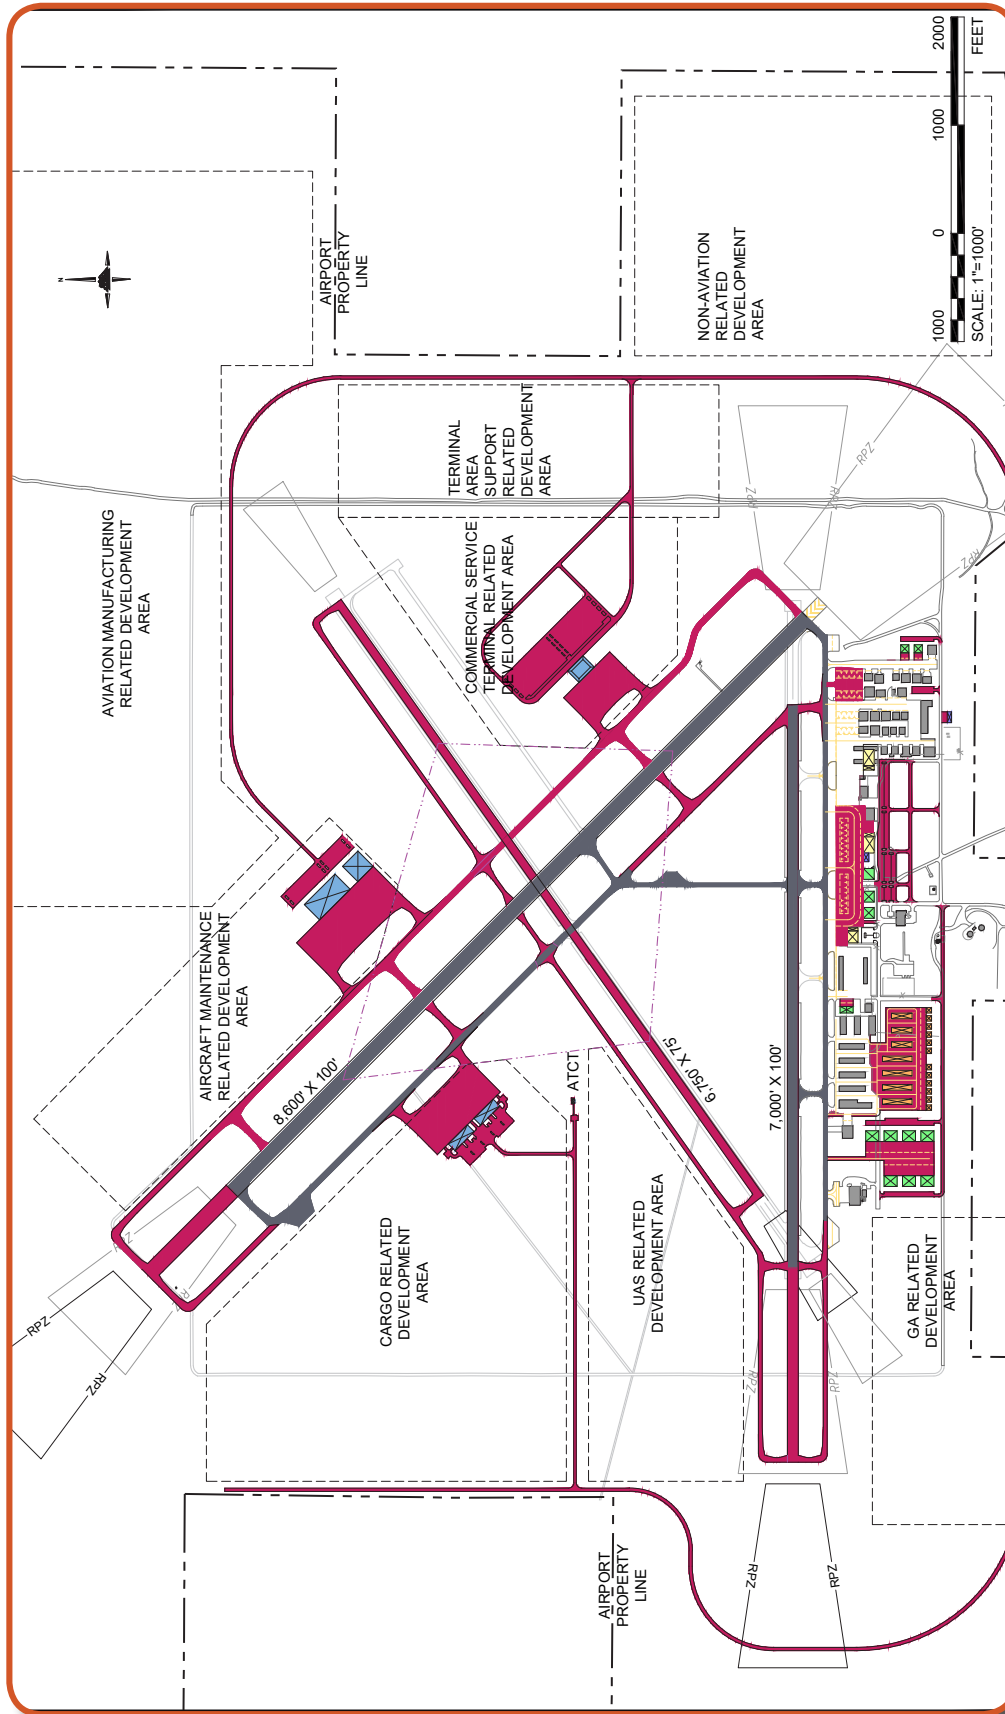 N
AIRPORT
PROPERTY
LINE
2000
1000
0
1000
FEET
SCALE: 1"=1000'
NON-AVIATION
RELATED
DEVELOPMENT
AREA
TERMINAL
AREA
SUPPORT
RELATED
DEVELOPMENT
AREA
COMMERCIAL SERVICE
TERMINAL RELATED
DEVELOPMENT AREA
AVIATION MANUFACTURING
RELATED DEVELOPMENT
AREA
AIRCRAFT MAINTENANCE
RELATED DEVELOPMENT
AREA
8,600' X 100'
6,750' X 75'
7,000' X 100'
ATCT
CARGO RELATED
DEVELOPMENT
AREA
UAS RELATED
DEVELOPMENT AREA
GA RELATED
DEVELOPMENT
AREA
AIRPORT
PROPERTY
LINE
RPZ
RPZ
RPZ
RPZ
RPZ
RPZ
RPZ
RPZ
RPZ
RPZ
RPZ